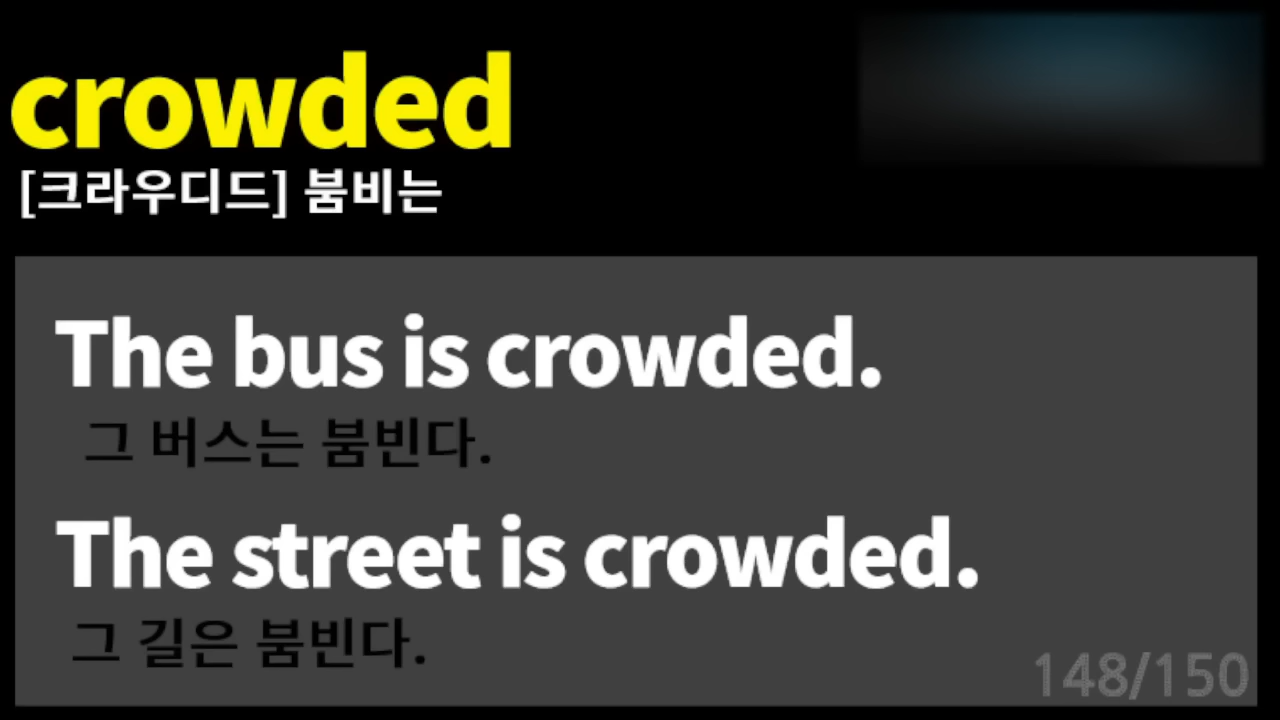 crowded
[크라우디드] 붐비는
The bus is crowded.
그 버스는 붐빈다.
The street is crowded.
그 길은 붐빈다.
148/150